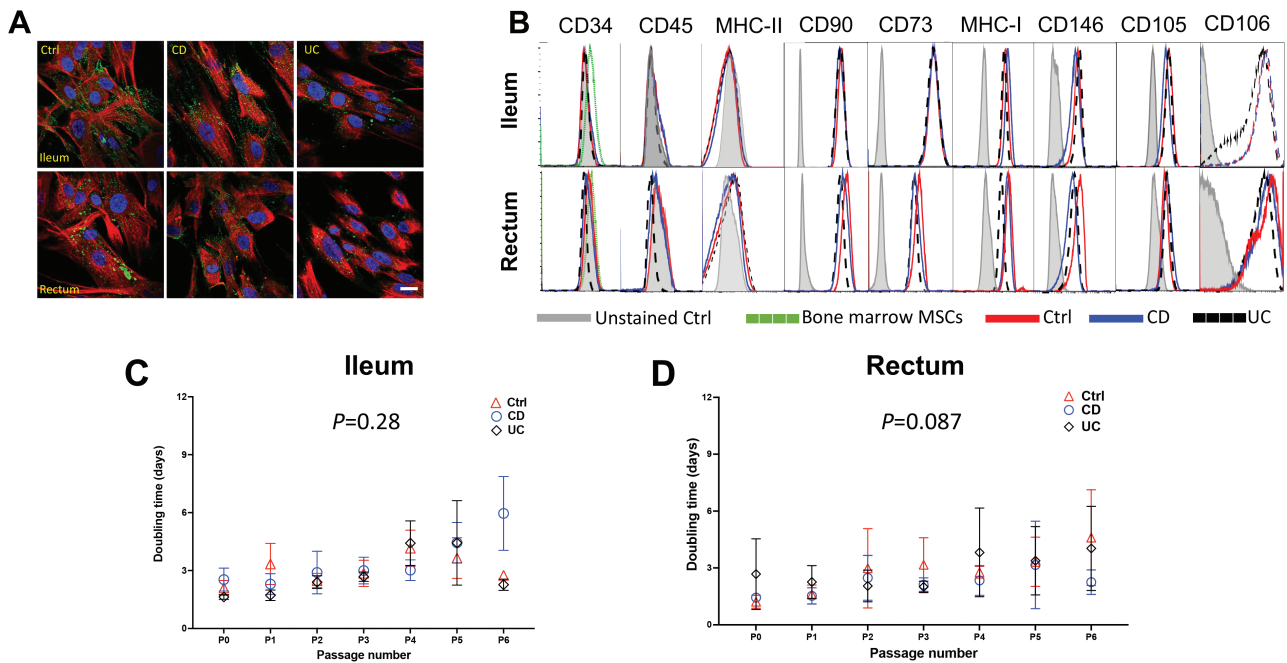 A
Ctrl
CD
UC
Ileum
Rectum
B
CD34 CD45 MHC-II CD90 CD73 MHC-I CD146 CD105 CD106
Ileum
Rectum
Unstained Ctrl
Bone marrow MSCs
Ctrl
CD
UC
C
Ileum
P=0.28
Ctrl
CD
UC
12
9
6
3
0
Doubling time (days)
P0 P1 P2 P3 P4 P5 P6
Passage number
D
Rectum
P=0.087
Ctrl
CD
UC
12
9
6
3
0
Doubling time (days)
P0 P1 P2 P3 P4 P5 P6
Passage number